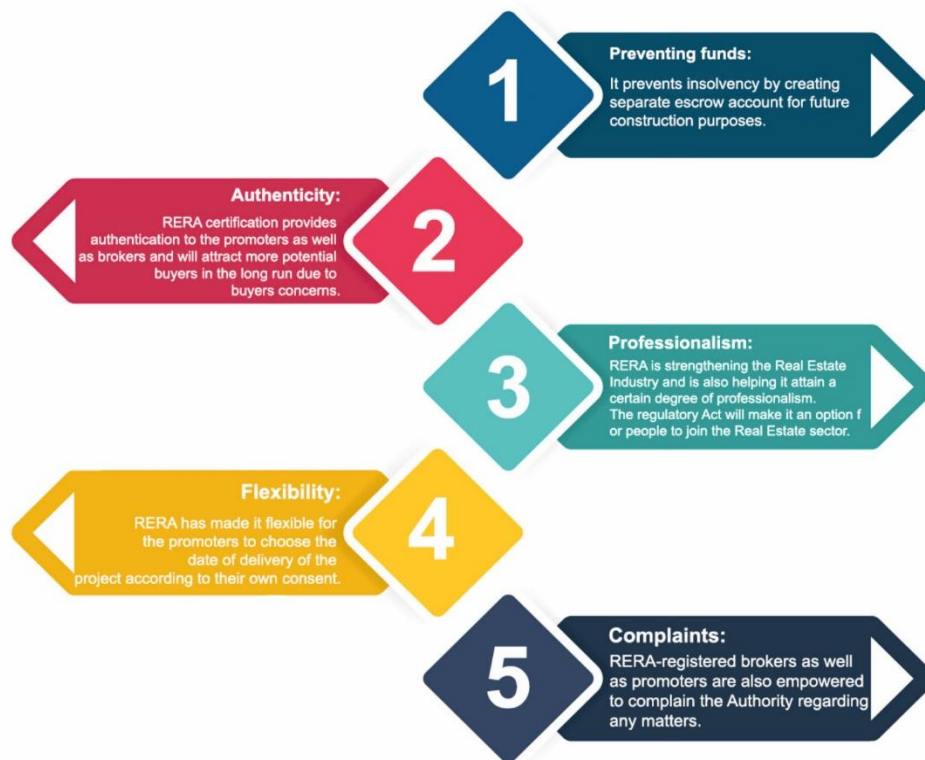 1
Preventing funds:
It prevents insolvency by creating
separate escrow account for future
construction purposes.
2
Authenticity:
RERA certification provides
authentication to the promoters as well
as brokers and will attract more potential
buyers in the long run due to
buyers concerns.
3
Professionalism:
RERA is strengthening the Real Estate
Industry and is also helping it attain a
certain degree of professionalism.
The regulatory Act will make it an option f
or people to join the Real Estate sector.
4
Flexibility:
RERA has made it flexible for
the promoters to choose the
date of delivery of the
project according to their own consent.
5
Complaints:
RERA-registered brokers as well
as promoters are also empowered
to complain the Authority regarding
any matters.